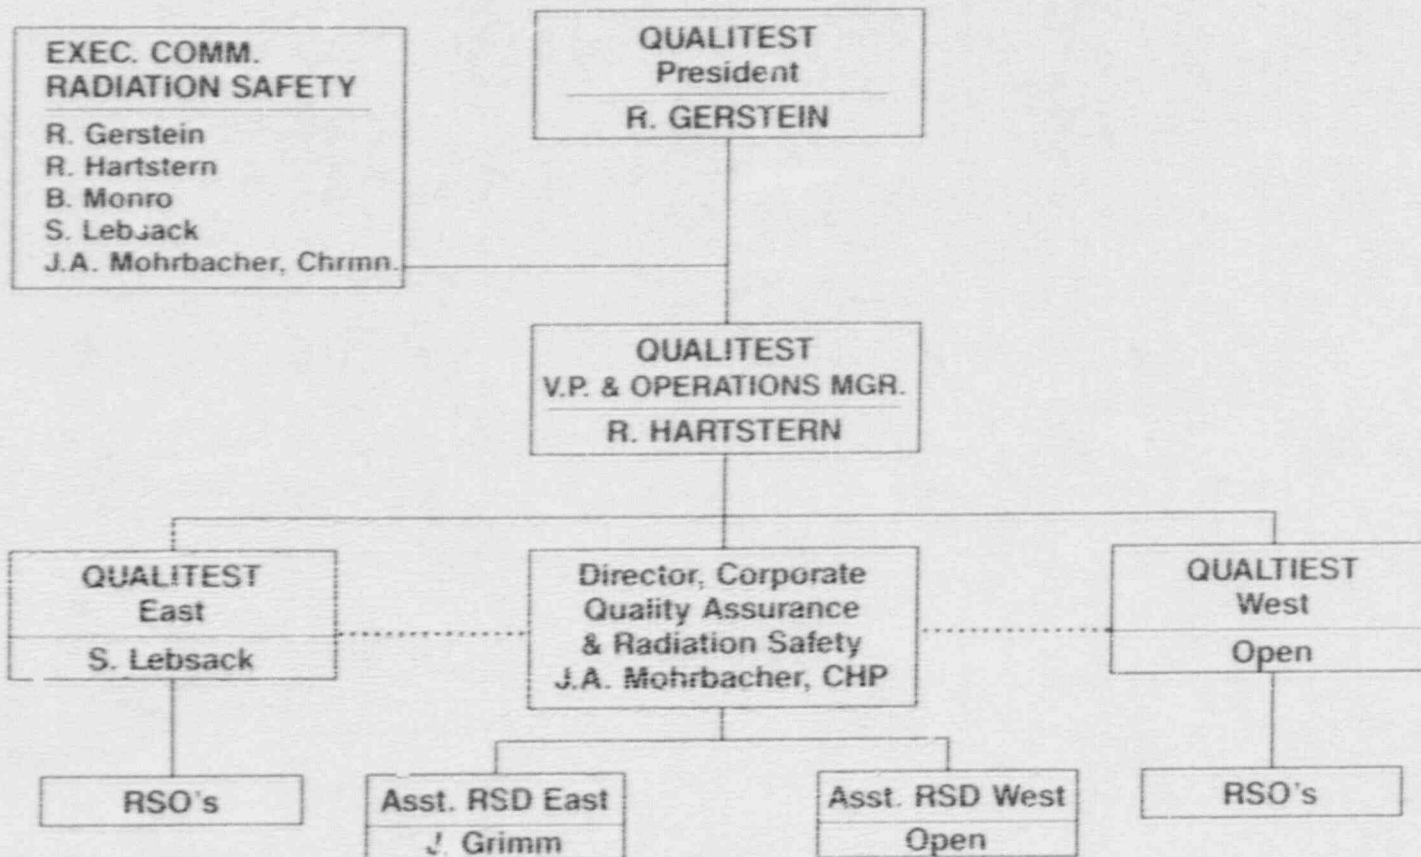 EXEC. COMM.
RADIATION SAFETY
R. Gerstein
R. Hartstern
B. Monro
S. Lebsack
J.A. Mohrbacher, Chrmn.
QUALITEST
President
R. GERSTEIN
QUALITEST
V.P. & OPERATIONS MGR.
R. HARTSTERN
QUALITEST
East
S. Lebsack
Director, Corporate
Quality Assurance
& Radiation Safety
J.A. Mohrbacher, CHP
QUALTIEST
West
Open
RSO's
Asst. RSD East
J. Grimm
Asst. RSD West
Open
RSO's